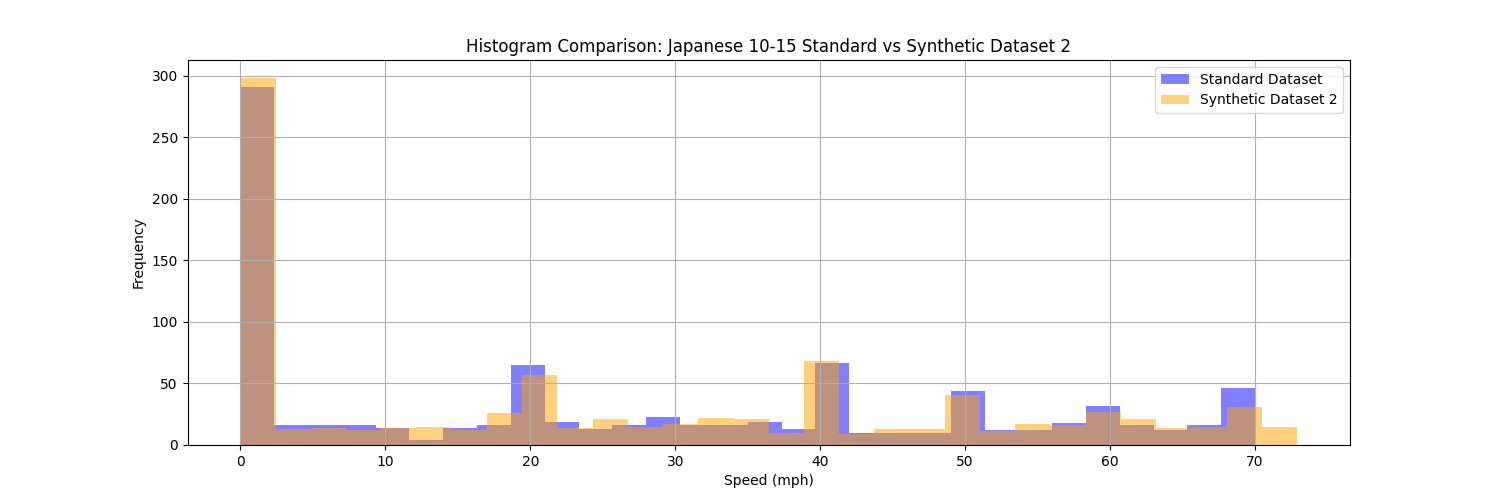 Histogram Comparison: Japanese 10-15 Standard vs Synthetic Dataset 2
Standard Dataset
Synthetic Dataset 2
300
250
200
150
100
50
0
Frequency
0 10 20 30 40 50 60 70
Speed (mph)